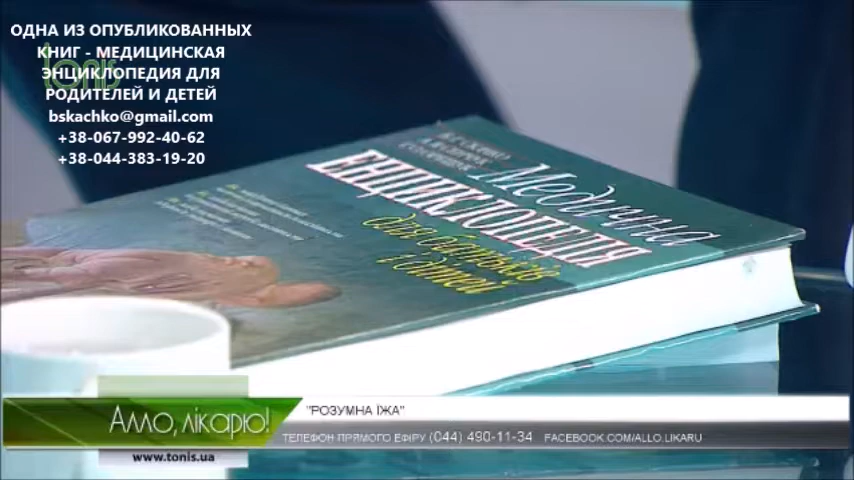 ОДНА ИЗ ОПУБЛИКОВАННЫХ
КНИГ - МЕДИЦИНСКАЯ
ЭНЦИКЛОПЕДИЯ ДЛЯ
РОДИТЕЛЕЙ И ДЕТЕЙ
bskachko@gmail.com
+38-067-992-40-62
+38-044-383-19-20
tonis
Медична
ЕНЦИКЛОПЕДІЯ
для батьків
і дітей
Алло, лікарю!
"РОЗУМНА ЇЖА"
ТЕЛЕФОН ПРЯМОГО ЕФІРУ (044) 490-11-34 FACEBOOK.COM/ALLO.LIKARU
www.tonis.ua